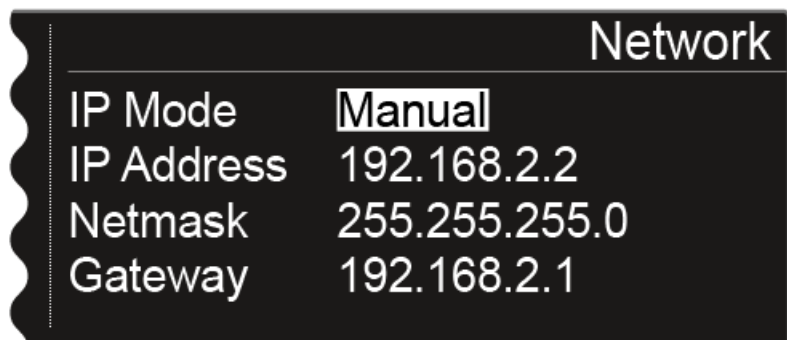 Network
IP Mode Manual
IP Address 192.168.2.2
Netmask 255.255.255.0
Gateway 192.168.2.1